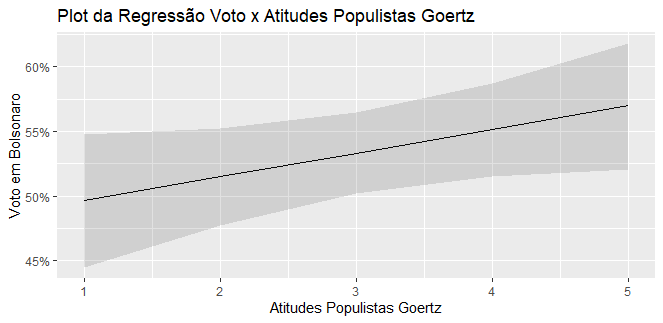 Plot da Regressão Voto x Atitudes Populistas Goertz
60%
55%
50%
45%
Voto em Bolsonaro
1 2 3 4 5
Atitudes Populistas Goertz